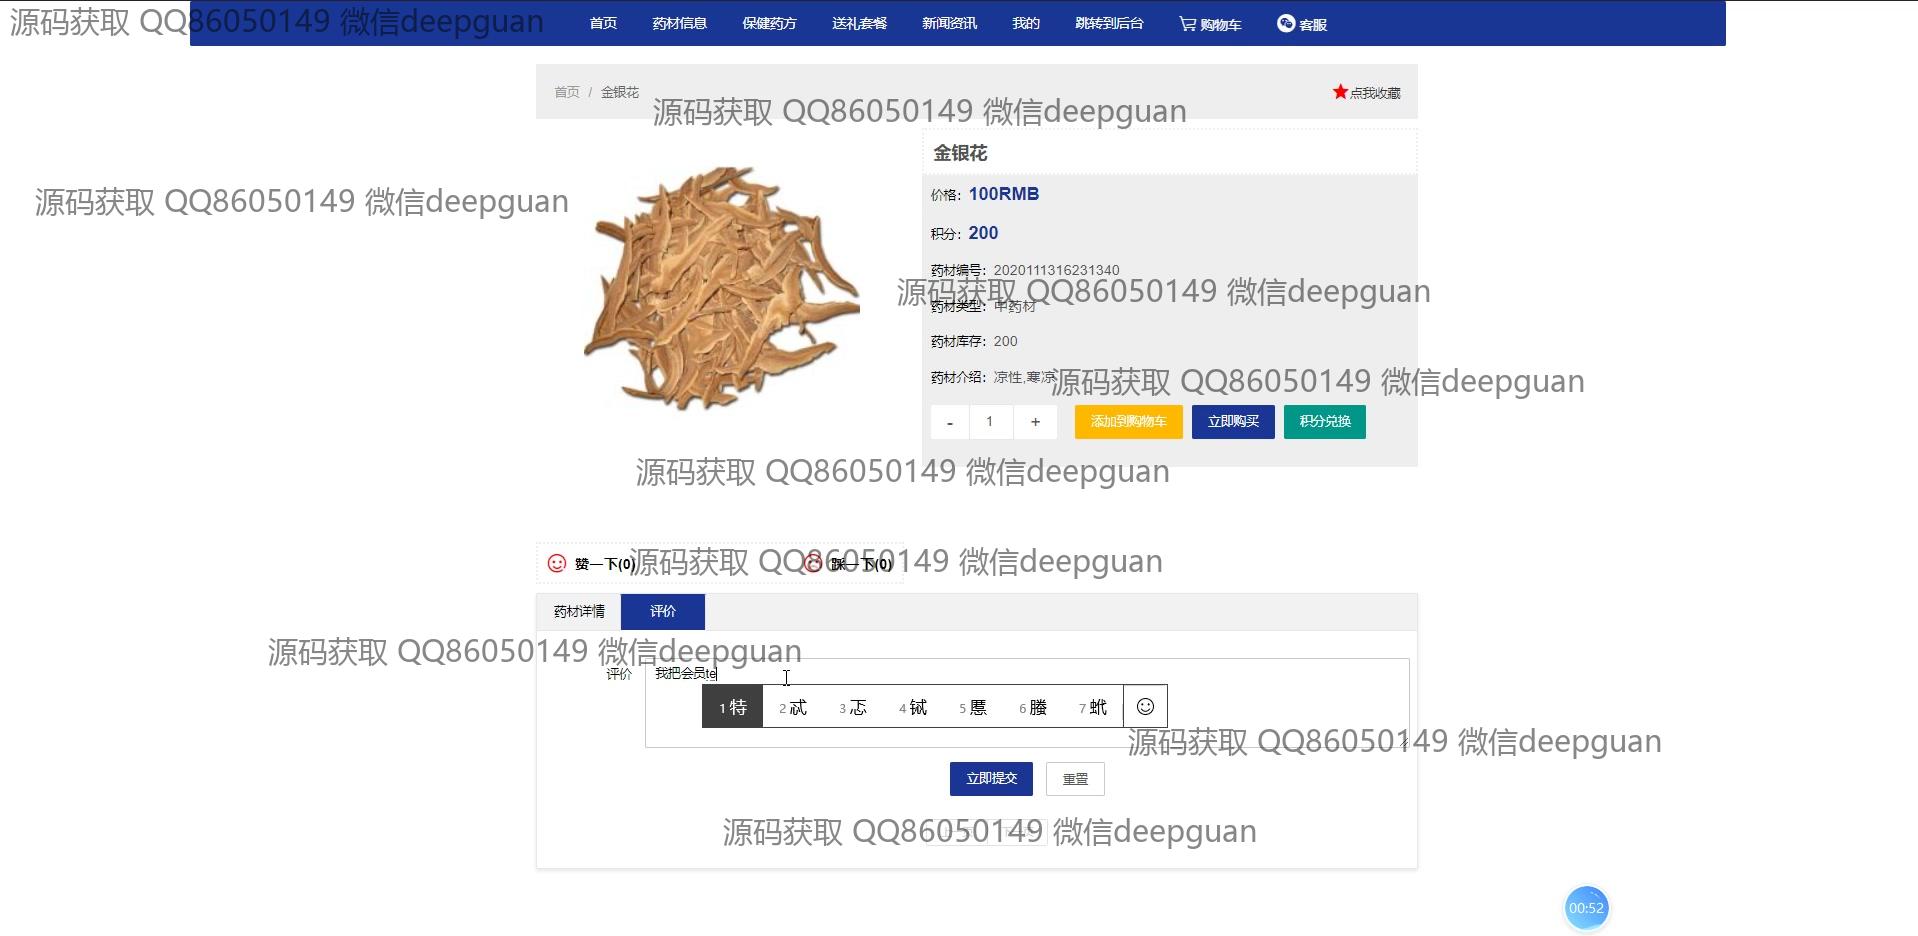 源码获取 QQ86050149 微信deepguan
首页 药材信息 保健药方 送礼套餐 新闻资讯 我的 跳转到后台 购物车 客服
首页 / 金银花 点我收藏
源码获取 QQ86050149 微信deepguan
金银花
源码获取 QQ86050149 微信deepguan
价格：100RMB
积分：200
药材编号：2020111316231340
源码获取 QQ86050149 微信deepguan
药材类型：中药材
药材库存：200
药材介绍：凉性,寒凉
源码获取 QQ86050149 微信deepguan
- 1 + 添加到购物车 立即购买 积分兑换
源码获取 QQ86050149 微信deepguan
赞一下(0) 踩一下(0)
源码获取 QQ86050149 微信deepguan
药材详情 评价
源码获取 QQ86050149 微信deepguan
评价 我把会员te
1 特 2 忒 3 忑 4 铽 5 慝 6 螣 7 蚮
源码获取 QQ86050149 微信deepguan
立即提交 重置
源码获取 QQ86050149 微信deepguan
00:52